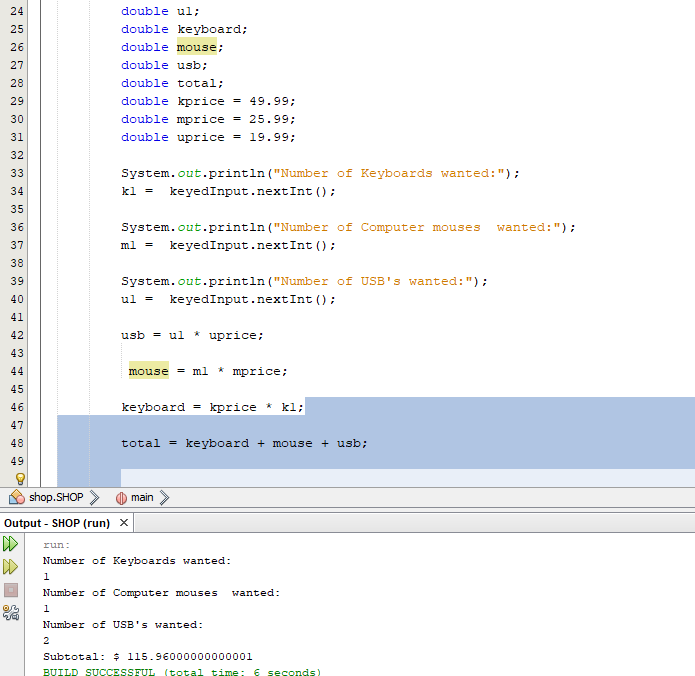 24 double u1;
25 double keyboard;
26 double mouse;
27 double usb;
28 double total;
29 double kprice = 49.99;
30 double mprice = 25.99;
31 double uprice = 19.99;
32
33 System.out.println("Number of Keyboards wanted:");
34 k1 =  keyedInput.nextInt();
35
36 System.out.println("Number of Computer mouses  wanted:");
37 m1 =  keyedInput.nextInt();
38
39 System.out.println("Number of USB's wanted:");
40 u1 =  keyedInput.nextInt();
41
42 usb = u1 * uprice;
43
44 mouse = m1 * mprice;
45
46 keyboard = kprice * k1;
47
48 total = keyboard + mouse + usb;
49
shop.SHOP main
Output - SHOP (run) ×
run:
Number of Keyboards wanted:
1
Number of Computer mouses  wanted:
1
Number of USB's wanted:
2
Subtotal: $ 115.96000000000001
BUILD SUCCESSFUL (total time: 6 seconds)